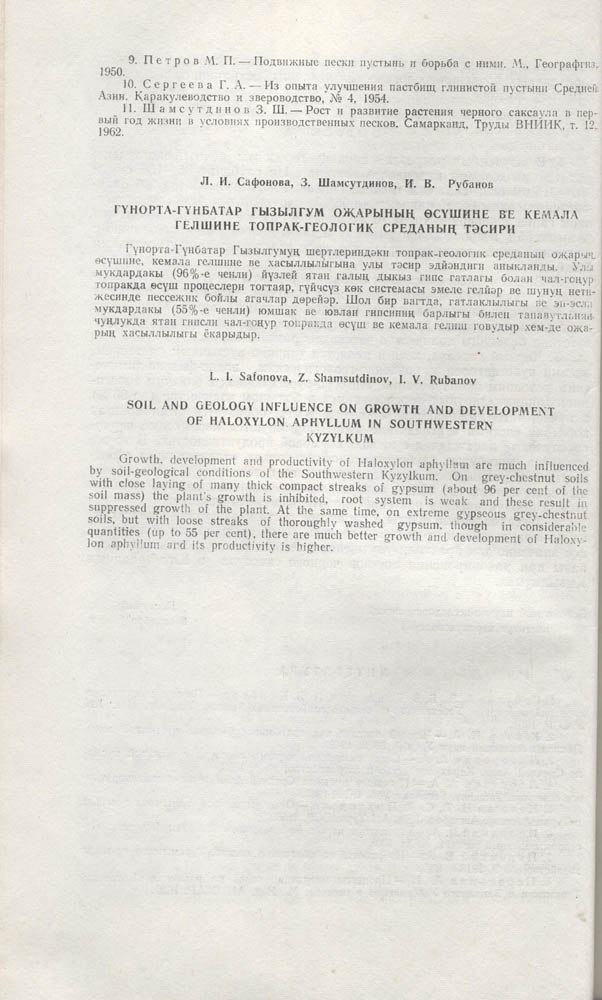 9. Петров М. П. — Подвижные пески пустынь и борьба с ними. М., Географгиз,
1950.
10. Сергеева Г. А. — Из опыта улучшения пастбищ глинистой пустыни Средней
Азии. Каракулеводство и звероводство, № 4, 1954.
11. Шамсутдинов З. Ш. — Рост и развитие растения черного саксаула в пер-
вый год жизни в условиях производственных песков. Самарканд, Труды ВНИИК, т. 12,
1962.
Л. И. Сафонова, З. Шамсутдинов, И. В. Рубанов
ГҮНОРТА-ГҮНБАТАР ГЫЗЫЛГУМ ОҖАРЫНЫҢ ӨСҮШИНЕ ВЕ КЕМАЛА
ГЕЛШИНЕ ТОПРАК-ГЕОЛОГИК СРЕДАНЫҢ ТӘСИРИ
Гүнорта-Гүнбатар Гызылгумуң шертлериндәки топрак-геологик среданың оҗарың
өсүшине, кемала гелшине ве хасыллылыгына улы тәсир эдйәндиги аныкланды. Улы
мукдардакы (96%-е ченли) йүзлей ятан галың дыкыз гипс гатлагы болан чал-гоңур
топракда өсүш процеслери тогтаяр, гүйчсүз көк системасы эмеле гелйәр ве шунуң нети-
җесинде пессежик бойлы агачлар дөрейәр. Шол бир вагтда, гатлаклылыгы ве
мукдардакы (55%-е ченли) юмшак ве ювлан гипсиниң барлыгы билен
чуңлукда ятан гипсли чал-гоңур топракда өсүш ве кемала гелиш говудыр хем-де оҗа-
рың хасыллылыгы ёкарыдыр.
L. I. Safonova, Z. Shamsutdinov, I. V. Rubanov
SOIL AND GEOLOGY INFLUENCE ON GROWTH AND DEVELOPMENT
OF HALOXYLON APHYLLUM IN SOUTHWESTERN
KYZYLKUM
Growth, development and productivity of Haloxylon aphyllum are much influenced
by soil-geological conditions of the Southwestern Kyzylkum. On grey-chestnut soils
with close laying of many thick compact streaks of gypsum (about 96 per cent of the
soil mass) the plant's growth is inhibited, root system is weak and these result in
suppressed growth of the plant. At the same time, on extreme gypseous grey-chestnut
soils, but with loose streaks of thoroughly washed gypsum, though in considerable
quantities (up to 55 per cent), there are much better growth and development of Haloxy-
lon aphyllum and its productivity is higher.